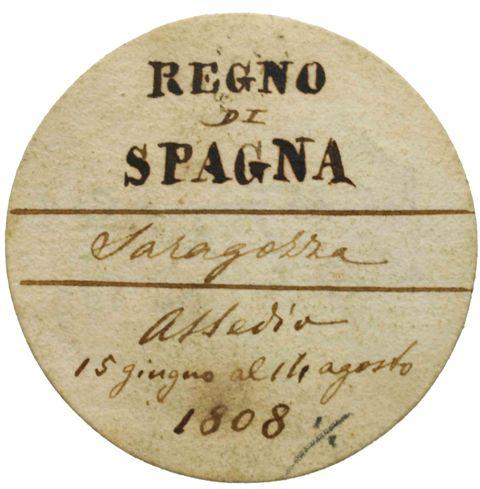 REGNO
DI
SPAGNA
Saragozza
Assedio
15 giugno al 14 agosto
1808